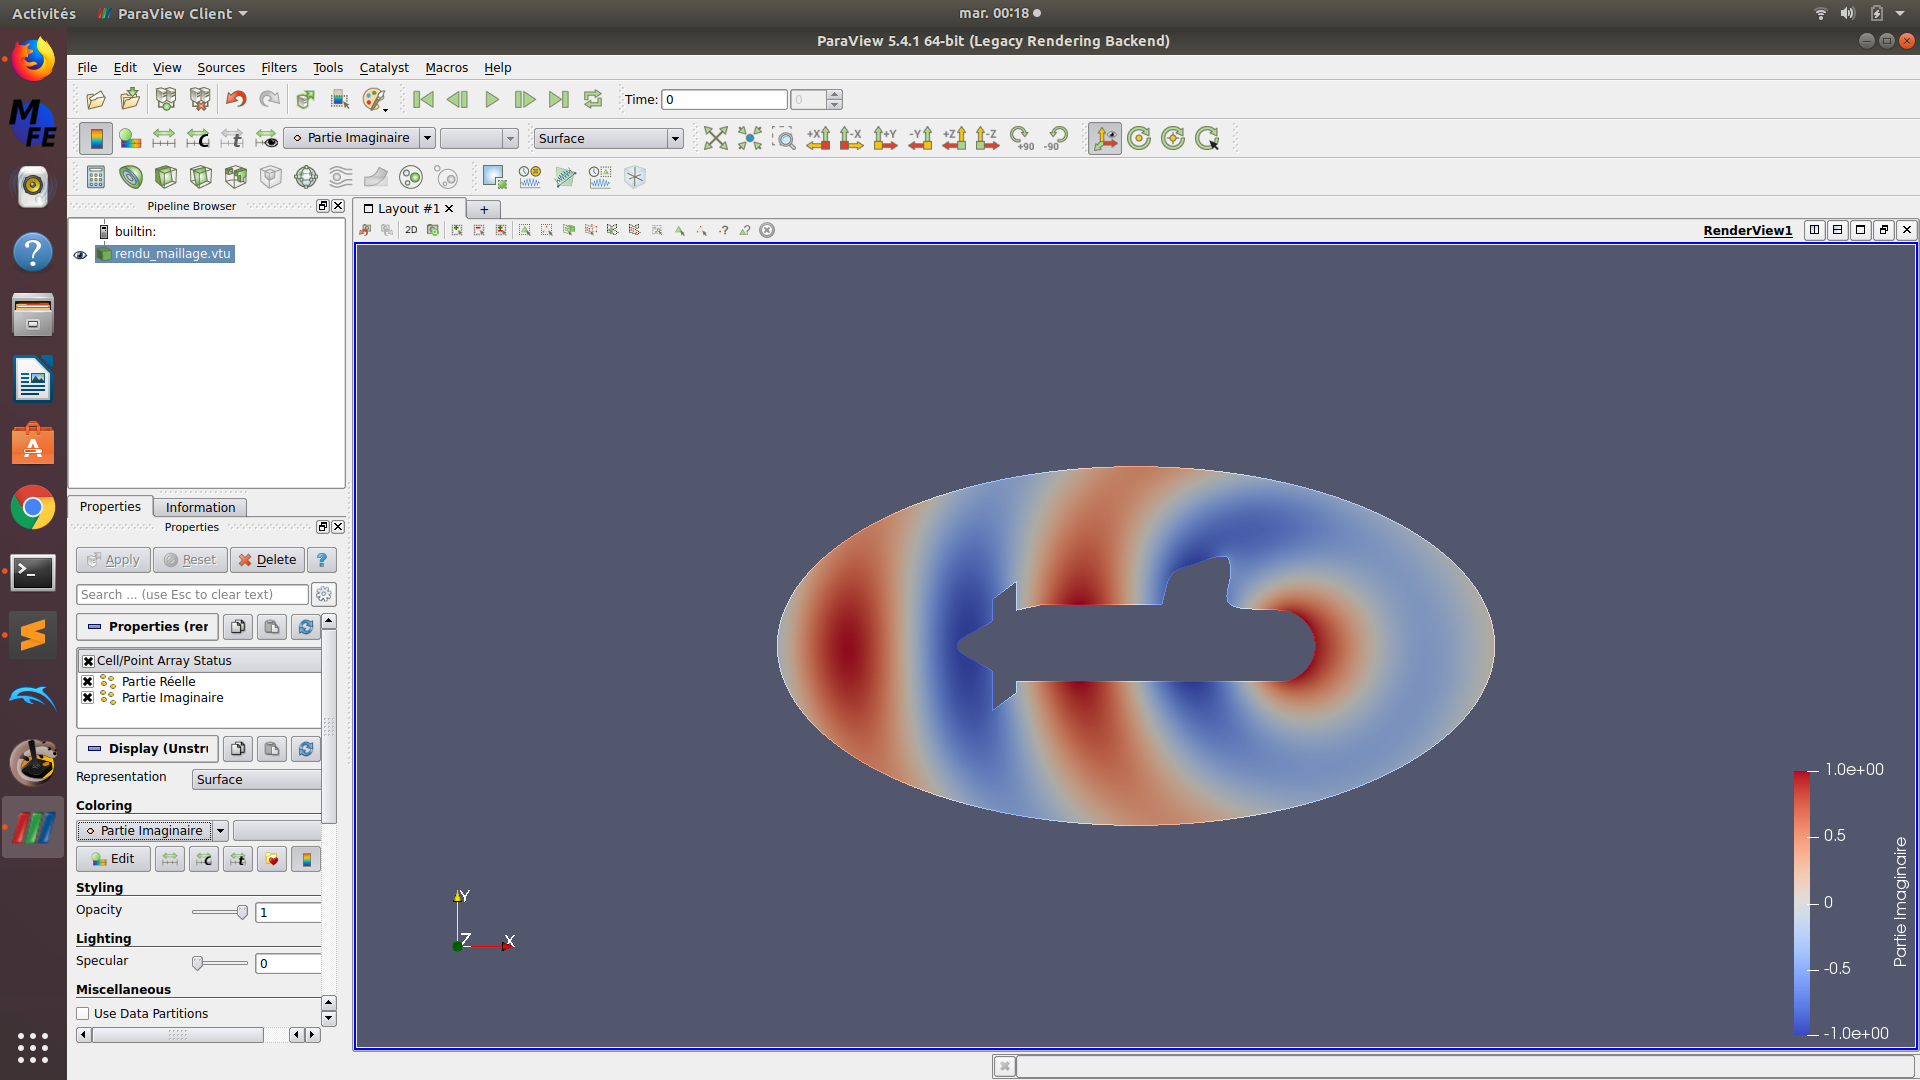 Activités
ParaView Client
mar. 00:18
ParaView 5.4.1 64-bit (Legacy Rendering Backend)
File Edit View Sources Filters Tools Catalyst Macros Help
Time: 0
0
Partie Imaginaire
Surface
+X
-X
+Y
-Y
+Z
-Z
+90
-90
M
FE
Pipeline Browser
Layout #1
+
builtin:
2D
RenderView1
rendu_maillage.vtu
Properties
Information
Properties
Apply
Reset
Delete
?
Search ... (use Esc to clear text)
Properties (rer
Cell/Point Array Status
Partie Réelle
Partie Imaginaire
Display (Unstru
Representation
Surface
Coloring
Partie Imaginaire
Edit
Styling
Opacity
1
Lighting
Specular
0
Miscellaneous
Use Data Partitions
Y
Z
X
1.0e+00
0.5
0
-0.5
-1.0e+00
Partie Imaginaire